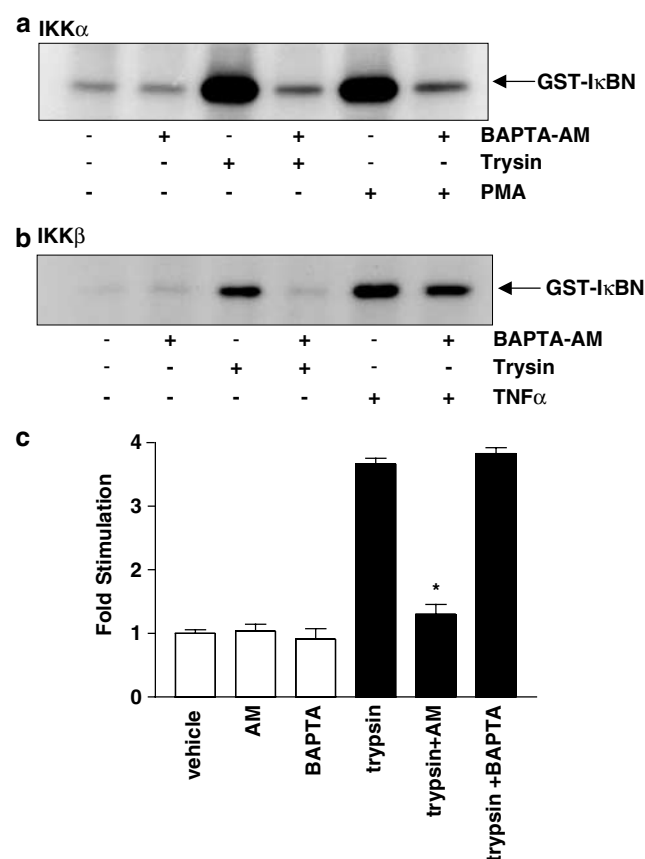 a IKKα
GST-IκBN
- + - + - + BAPTA-AM
- - + + - - Trysin
- - - - + + PMA
b IKKβ
GST-IκBN
- + - + - + BAPTA-AM
- - + + - - Trysin
- - - - + + TNFα
c
Fold Stimulation
4
3
2
1
0
*
vehicle
AM
BAPTA
trypsin
trypsin+AM
trypsin +BAPTA